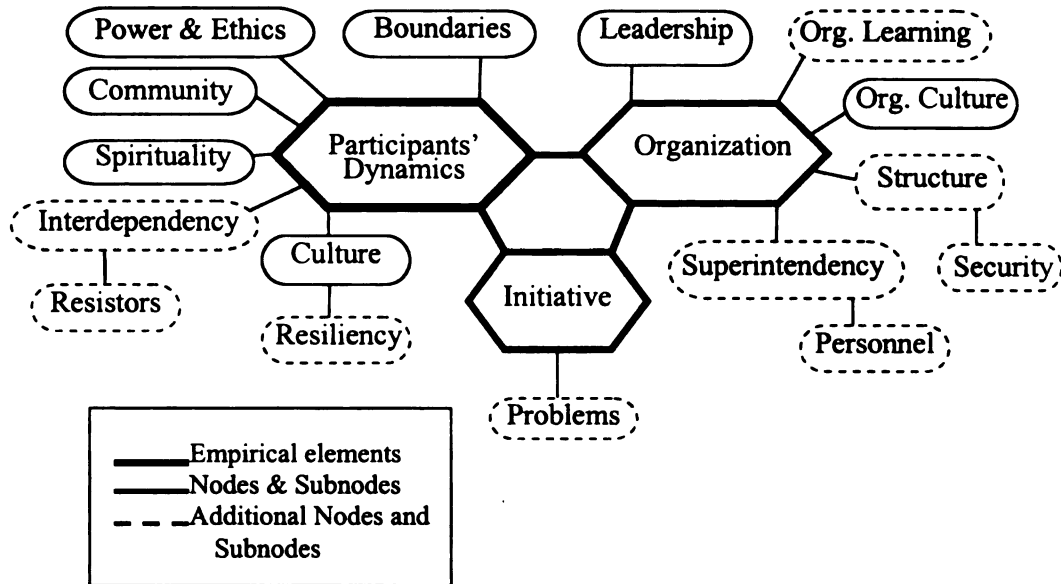 Power & Ethics
Boundaries
Leadership
Org. Learning
Community
Org. Culture
Participants'
Dynamics
Organization
Spirituality
Structure
Interdependency
Culture
Superintendency
Security
Resistors
Initiative
Resiliency
Personnel
Problems
Empirical elements
Nodes & Subnodes
Additional Nodes and
Subnodes